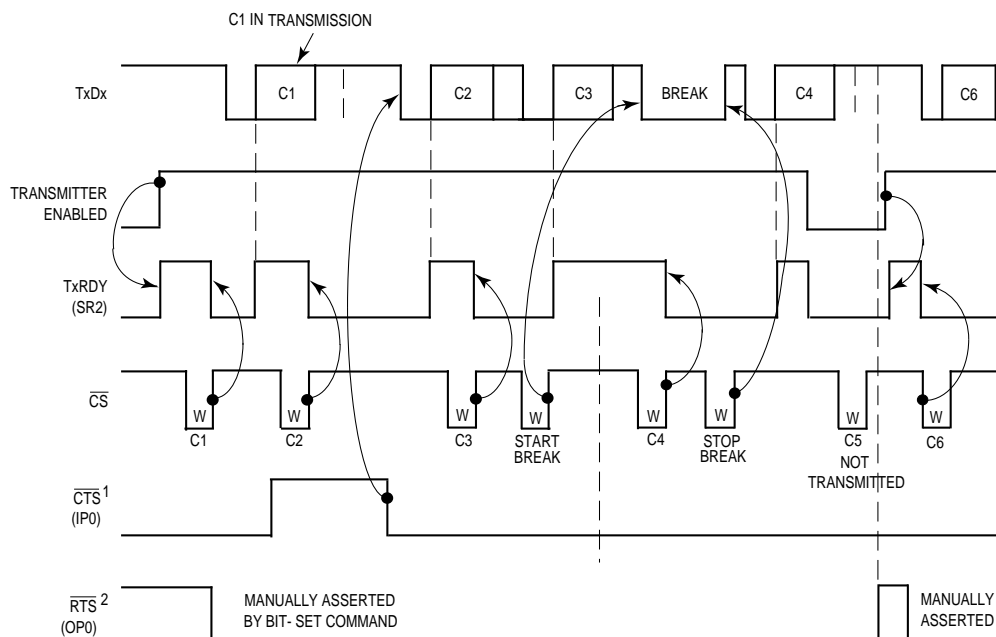 C1 IN TRANSMISSION
TxDx
C1
C2
C3
BREAK
C4
C6
TRANSMITTER
ENABLED
TxRDY
(SR2)
CS
W
W
W
W
W
W
W
W
C1
C2
C3
START
BREAK
C4
STOP
BREAK
C5
NOT
TRANSMITTED
C6
CTS 1
(IP0)
RTS 2
(OP0)
MANUALLY ASSERTED
BY BIT- SET COMMAND
MANUALLY
ASSERTED